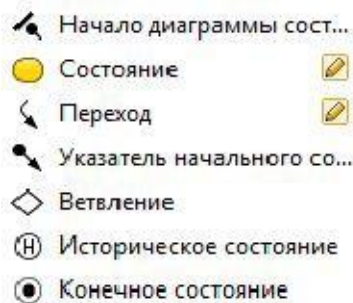 Начало диаграммы сост...
Состояние
Переход
Указатель начального со...
Ветвление
H Историческое состояние
Конечное состояние